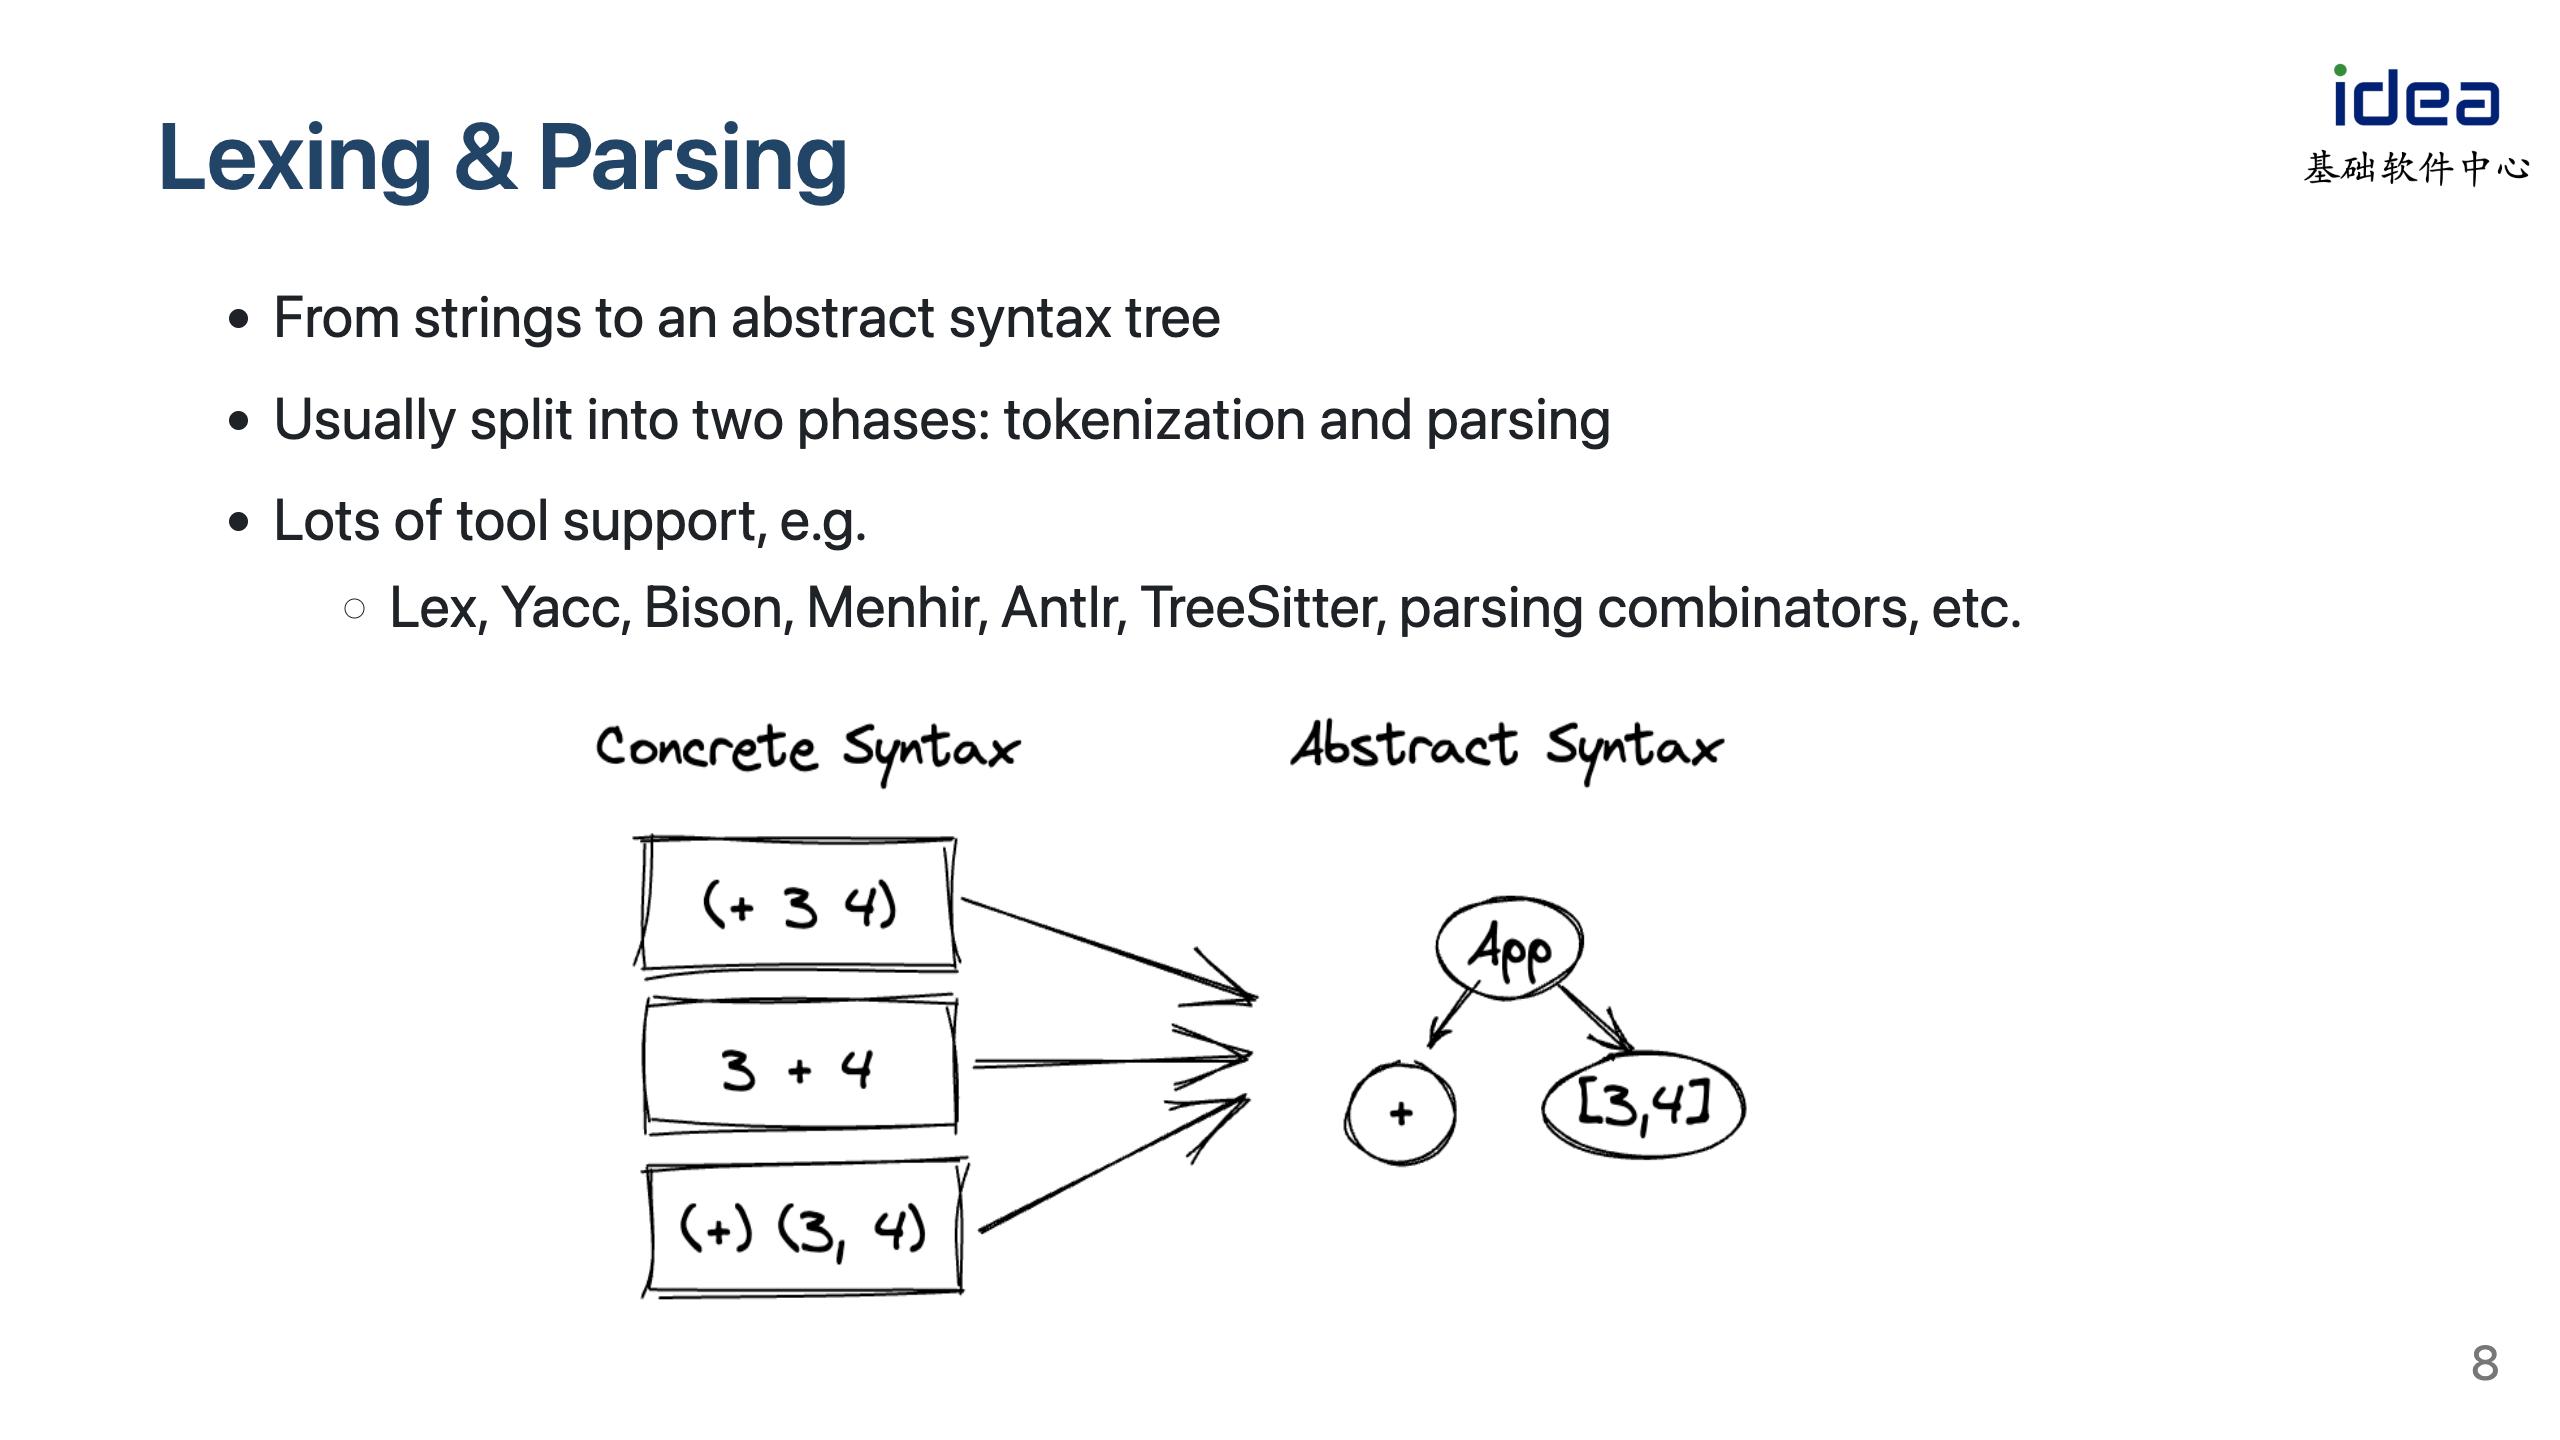 idea
基础软件中心
Lexing & Parsing
From strings to an abstract syntax tree
Usually split into two phases: tokenization and parsing
Lots of tool support, e.g.
Lex, Yacc, Bison, Menhir, Antlr, TreeSitter, parsing combinators, etc.
Concrete Syntax
Abstract Syntax
(+ 3 4)
3 + 4
(+) (3, 4)
App
+
[3,4]
8